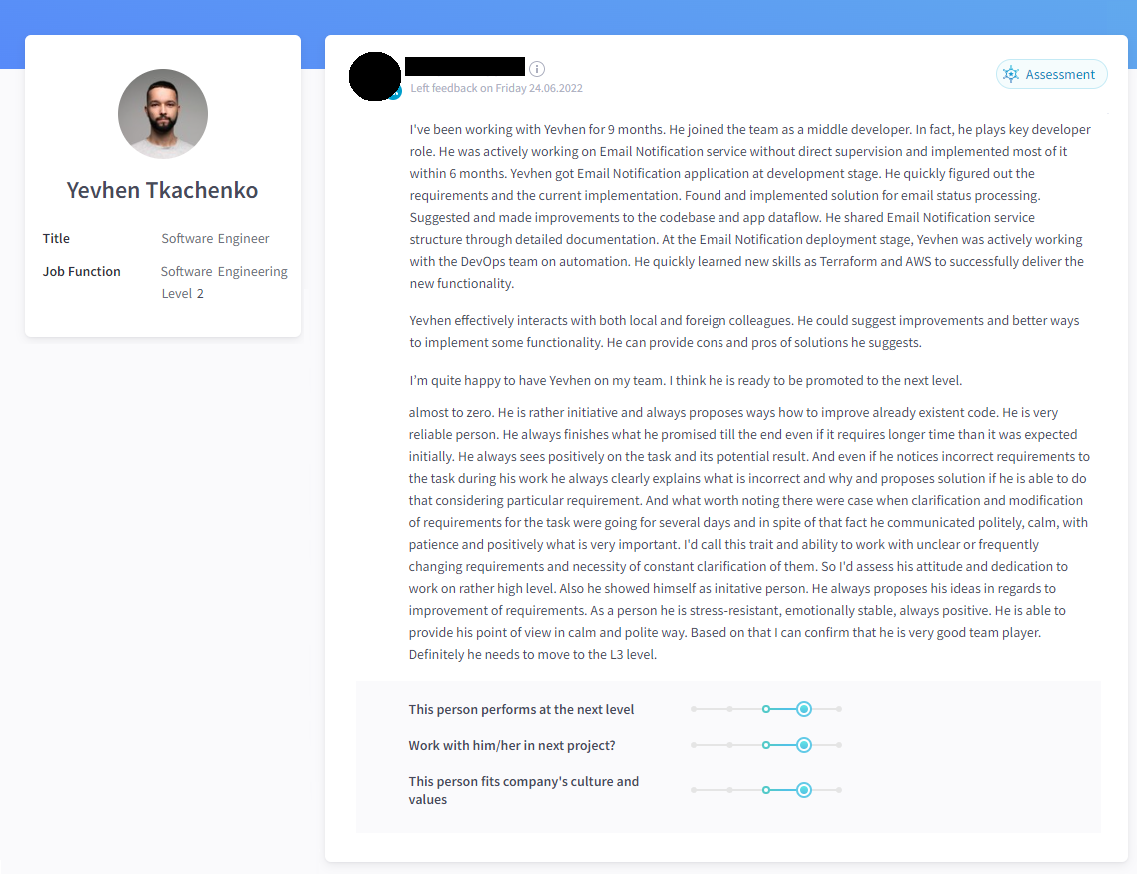 Yevhen Tkachenko
Title Software Engineer
Job Function Software Engineering
Level 2
Left feedback on Friday 24.06.2022
Assessment
I've been working with Yevhen for 9 months. He joined the team as a middle developer. In fact, he plays key developer
role. He was actively working on Email Notification service without direct supervision and implemented most of it
within 6 months. Yevhen got Email Notification application at development stage. He quickly figured out the
requirements and the current implementation. Found and implemented solution for email status processing.
Suggested and made improvements to the codebase and app dataflow. He shared Email Notification service
structure through detailed documentation. At the Email Notification deployment stage, Yevhen was actively working
with the DevOps team on automation. He quickly learned new skills as Terraform and AWS to successfully deliver the
new functionality.
Yevhen effectively interacts with both local and foreign colleagues. He could suggest improvements and better ways
to implement some functionality. He can provide cons and pros of solutions he suggests.
I'm quite happy to have Yevhen on my team. I think he is ready to be promoted to the next level.
almost to zero. He is rather initiative and always proposes ways how to improve already existent code. He is very
reliable person. He always finishes what he promised till the end even if it requires longer time than it was expected
initially. He always sees positively on the task and its potential result. And even if he notices incorrect requirements to
the task during his work he always clearly explains what is incorrect and why and proposes solution if he is able to do
that considering particular requirement. And what worth noting there were case when clarification and modification
of requirements for the task were going for several days and in spite of that fact he communicated politely, calm, with
patience and positively what is very important. I'd call this trait and ability to work with unclear or frequently
changing requirements and necessity of constant clarification of them. So I'd assess his attitude and dedication to
work on rather high level. Also he showed himself as initative person. He always proposes his ideas in regards to
improvement of requirements. As a person he is stress-resistant, emotionally stable, always positive. He is able to
provide his point of view in calm and polite way. Based on that I can confirm that he is very good team player.
Definitely he needs to move to the L3 level.
This person performs at the next level
Work with him/her in next project?
This person fits company's culture and
values